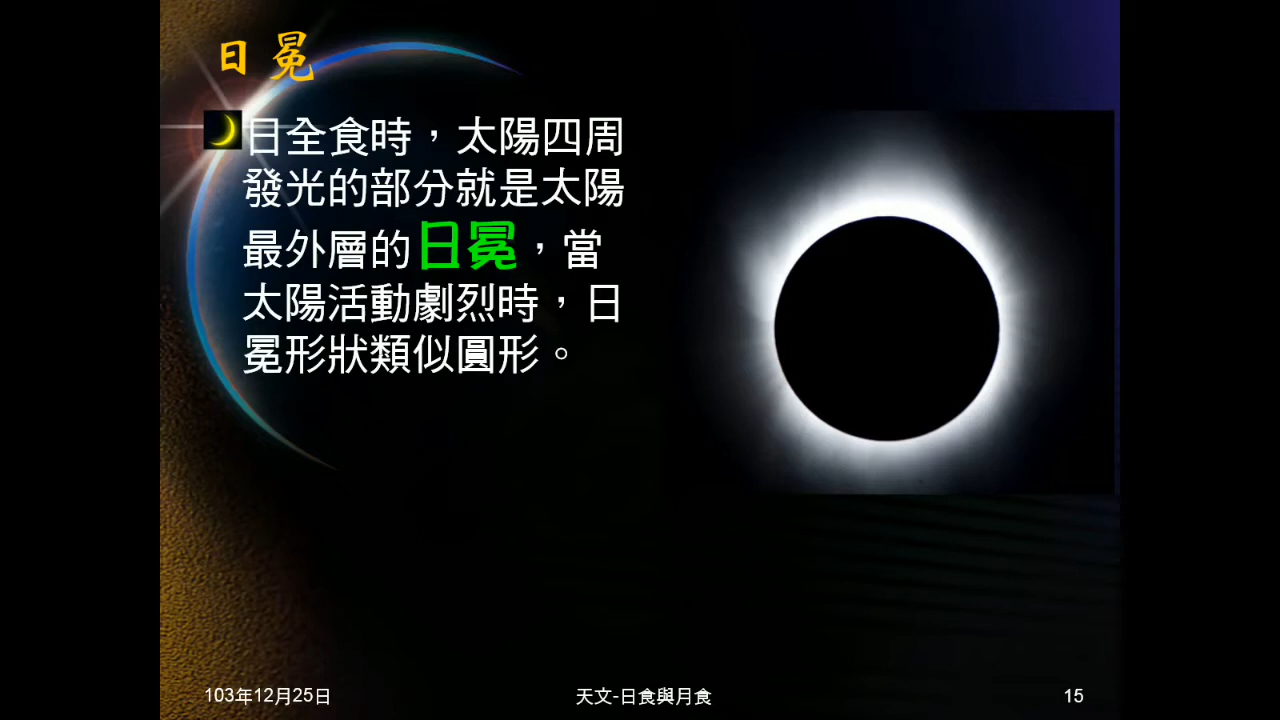 日冕
日全食時，太陽四周
發光的部分就是太陽
最外層的日冕，當
太陽活動劇烈時，日
冕形狀類似圓形。
103年12月25日
天文-日食與月食
15